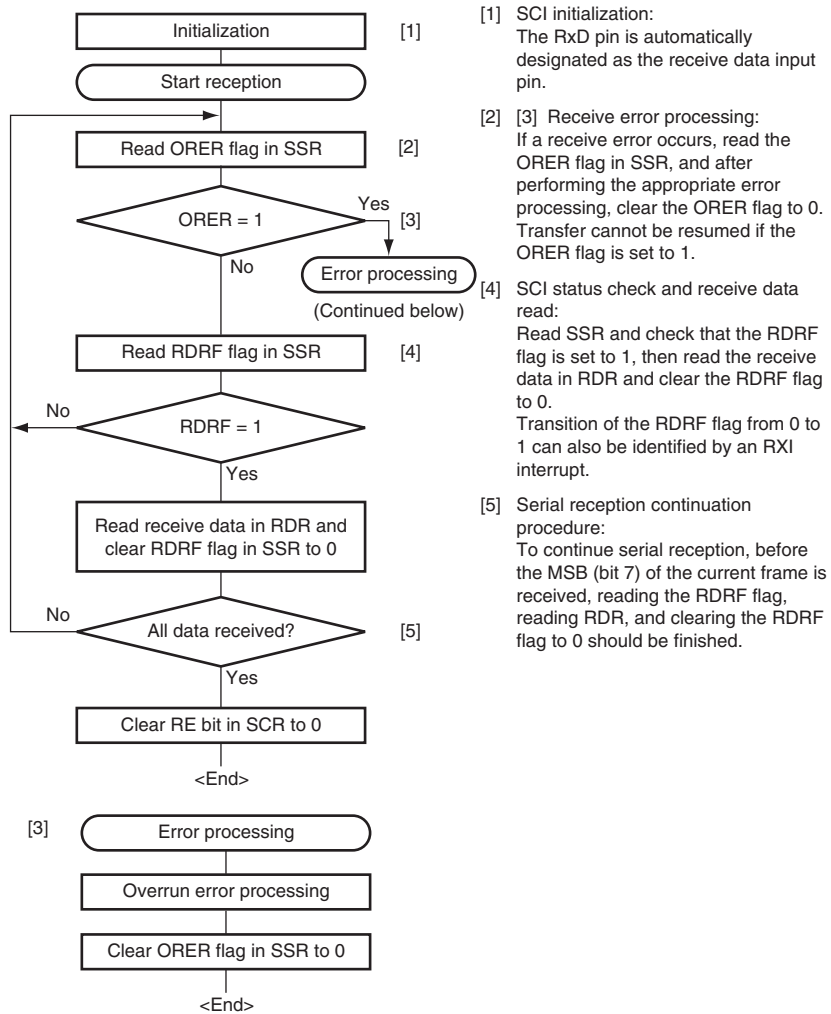 Initialization
[1]
Start reception
Read ORER flag in SSR
[2]
ORER = 1
Yes
[3]
No
Error processing
(Continued below)
Read RDRF flag in SSR
[4]
No
RDRF = 1
Yes
Read receive data in RDR and
clear RDRF flag in SSR to 0
No
All data received?
[5]
Yes
Clear RE bit in SCR to 0
<End>
[3]
Error processing
Overrun error processing
Clear ORER flag in SSR to 0
<End>
[1] SCI initialization:
The RxD pin is automatically
designated as the receive data input
pin.
[2] [3] Receive error processing:
If a receive error occurs, read the
ORER flag in SSR, and after
performing the appropriate error
processing, clear the ORER flag to 0.
Transfer cannot be resumed if the
ORER flag is set to 1.
[4] SCI status check and receive data
read:
Read SSR and check that the RDRF
flag is set to 1, then read the receive
data in RDR and clear the RDRF flag
to 0.
Transition of the RDRF flag from 0 to
1 can also be identified by an RXI
interrupt.
[5] Serial reception continuation
procedure:
To continue serial reception, before
the MSB (bit 7) of the current frame is
received, reading the RDRF flag,
reading RDR, and clearing the RDRF
flag to 0 should be finished.